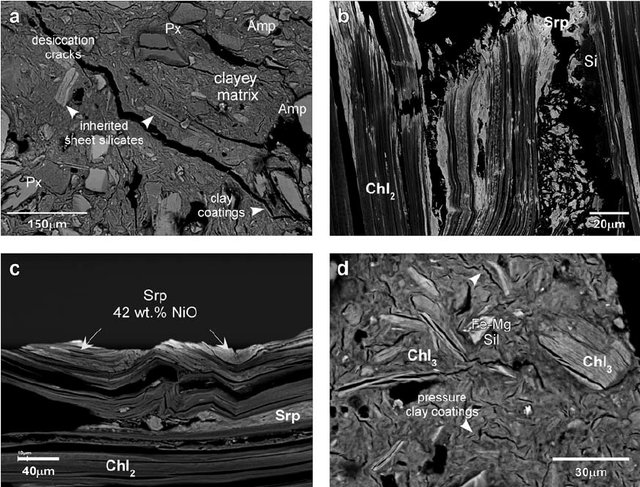 a
desiccation
cracks
Px
Amp
clayey
matrix
Amp
inherited
sheet silicates
Px
clay
coatings
150µm
b
Srp
Si
Chl₂
20µm
c
Srp
42 wt.% NiO
Srp
Chl₂
40µm
d
Fe-Mg
Sil
Chl₃
Chl₃
pressure
clay coatings
30µm